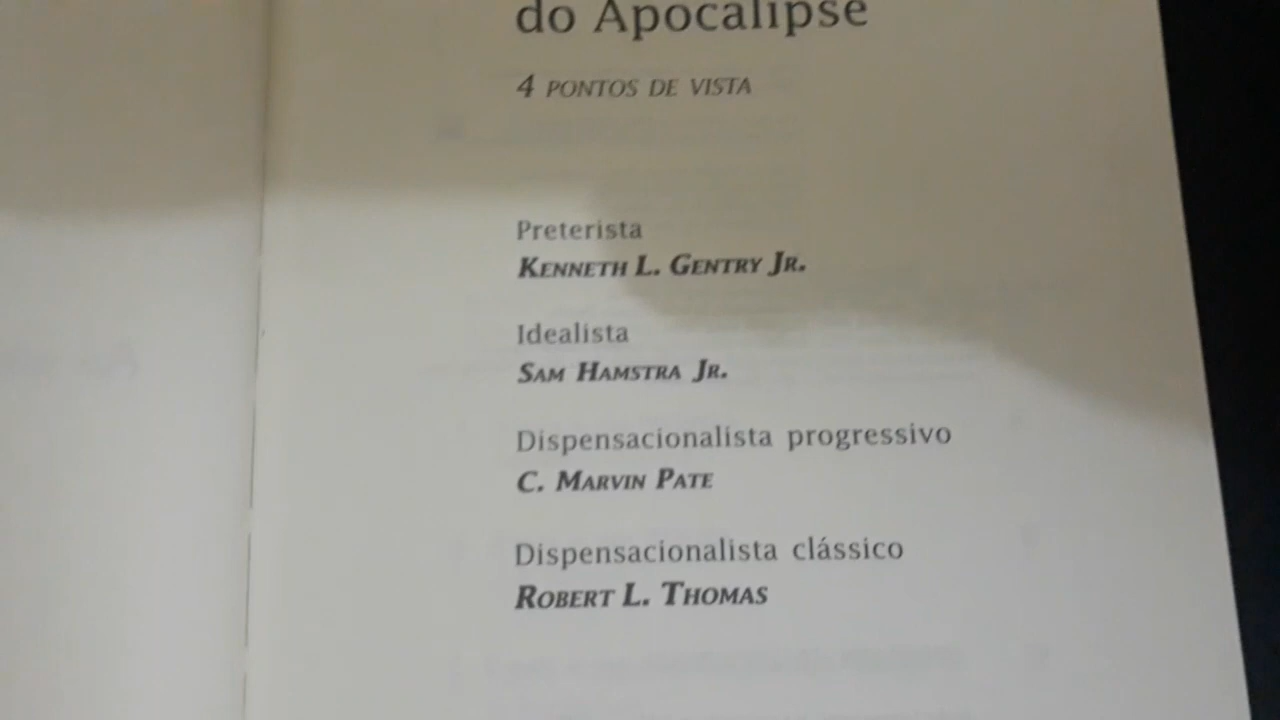 do Apocalipse
4 PONTOS DE VISTA
Preterista
KENNETH L. GENTRY JR.
Idealista
SAM HAMSTRA JR.
Dispensacionalista progressivo
C. MARVIN PATE
Dispensacionalista clássico
ROBERT L. THOMAS